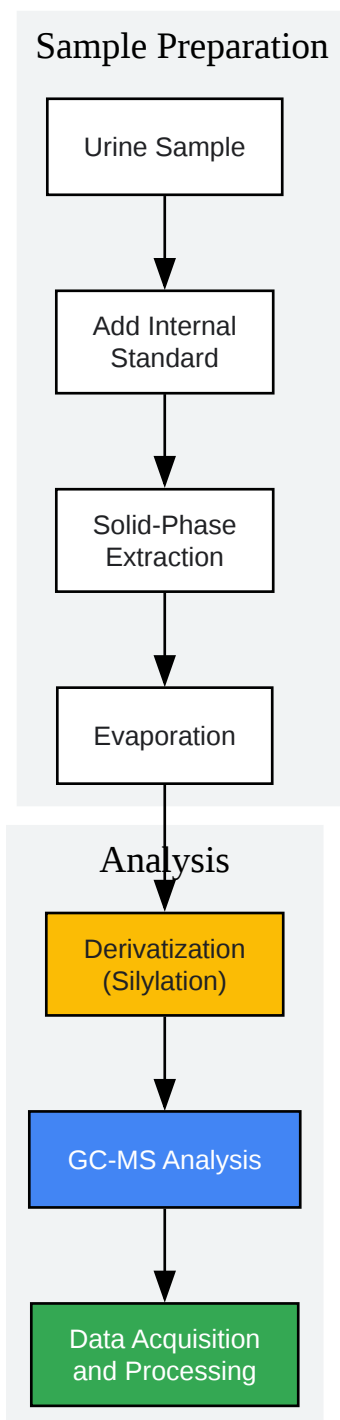 Sample Preparation
Urine Sample
Add Internal
Standard
Solid-Phase
Extraction
Evaporation
Analysis
Derivatization
(Silylation)
GC-MS Analysis
Data Acquisition
and Processing